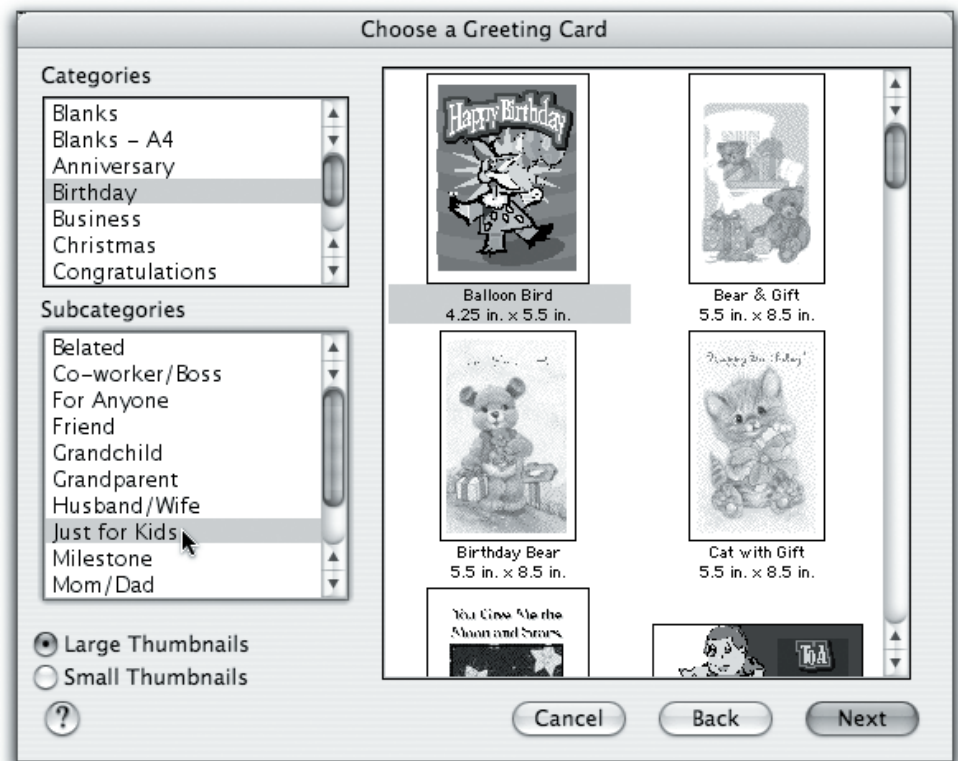 Choose a Greeting Card
Categories
Blanks
Blanks - A4
Anniversary
Birthday
Business
Christmas
Congratulations
Subcategories
Belated
Co-worker/Boss
For Anyone
Friend
Grandchild
Grandparent
Husband/Wife
Just for Kids
Milestone
Mom/Dad
Large Thumbnails
Small Thumbnails
?
Happy Birthday
Balloon Bird
4.25 in. x 5.5 in.
Bear & Gift
5.5 in. x 8.5 in.
Birthday Bear
5.5 in. x 8.5 in.
Happy Birthday!
Cat with Gift
5.5 in. x 8.5 in.
You Give Me the
Moon and Stars,
To A
Cancel
Back
Next